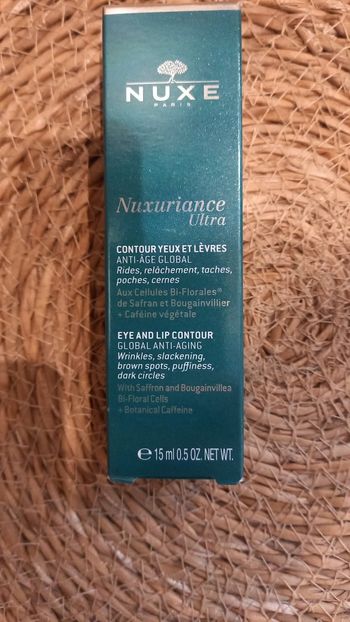 NUXE
PARIS
Nuxuriance
Ultra
CONTOUR YEUX ET LÈVRES
ANTI-ÂGE GLOBAL
Rides, relâchement, taches,
poches, cernes
Aux Cellules Bi-Florales®
de Safran et Bougainvillier
+ Caféine végétale
EYE AND LIP CONTOUR
GLOBAL ANTI-AGING
Wrinkles, slackening,
brown spots, puffiness,
dark circles
With Saffron and Bougainvillea
Bi-Floral Cells
+ Botanical Caffeine
℮ 15 ml 0.5 OZ. NET WT.